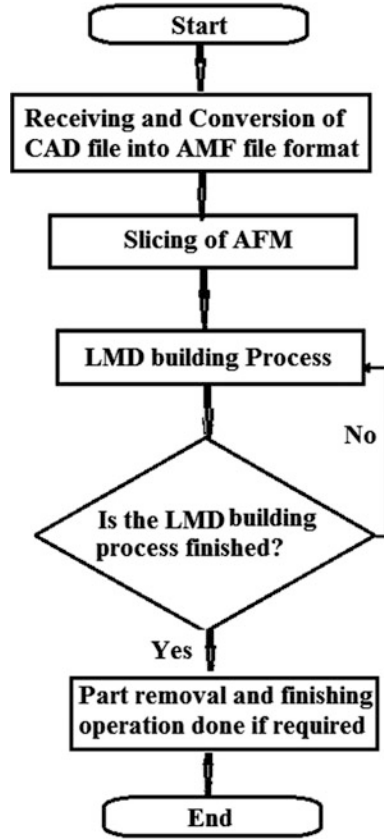 Start
Receiving and Conversion of
CAD file into AMF file format
Slicing of AFM
LMD building Process
No
Is the LMD building
process finished?
Yes
Part removal and finishing
operation done if required
End